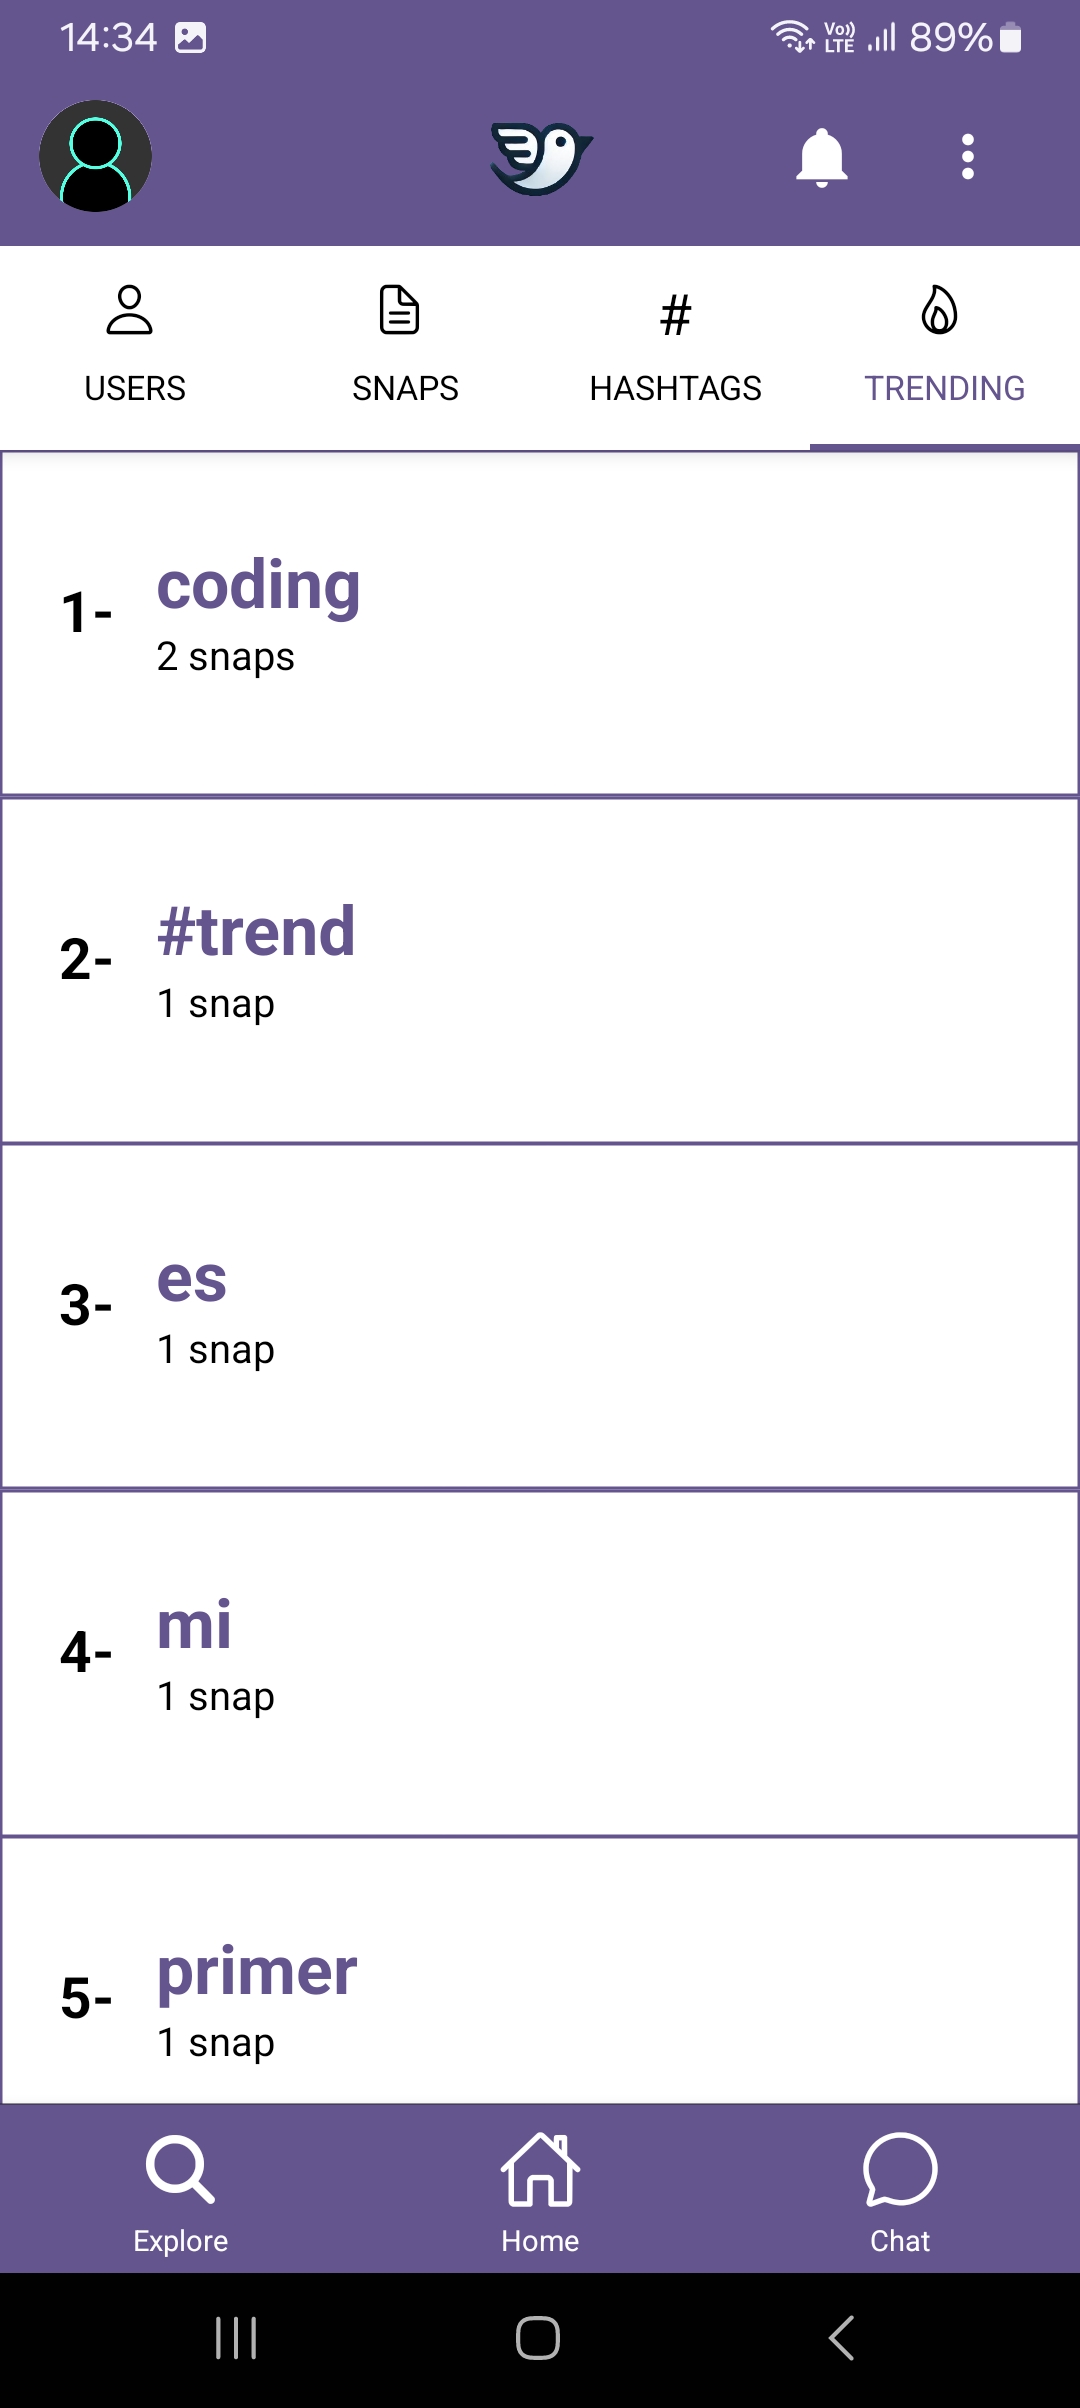 14:34 Vo)) LTE 89%
USERS SNAPS # HASHTAGS TRENDING
1- coding
2 snaps
2- #trend
1 snap
3- es
1 snap
4- mi
1 snap
5- primer
1 snap
Explore Home Chat